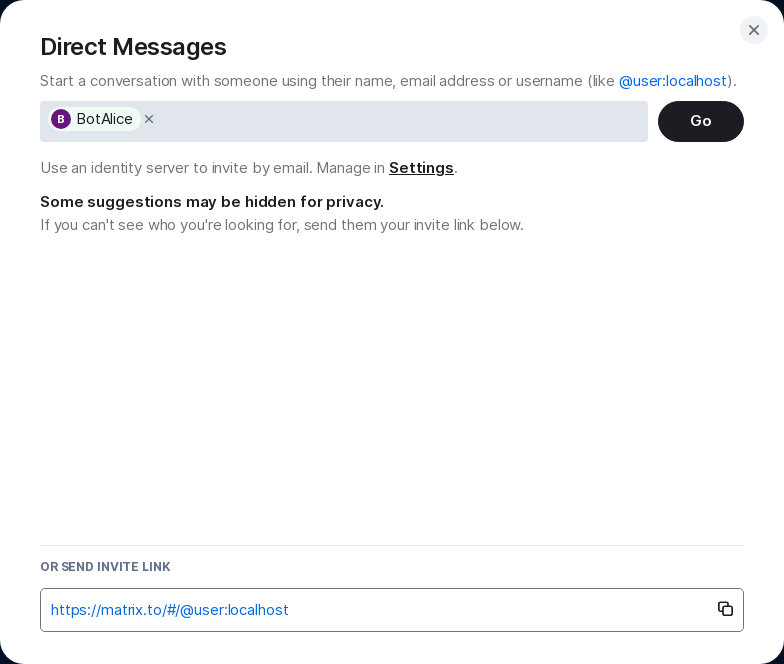 Direct Messages
Start a conversation with someone using their name, email address or username (like @user:localhost).
B BotAlice
Go
Use an identity server to invite by email. Manage in Settings.
Some suggestions may be hidden for privacy.
If you can't see who you're looking for, send them your invite link below.
OR SEND INVITE LINK
https://matrix.to/#/@user:localhost